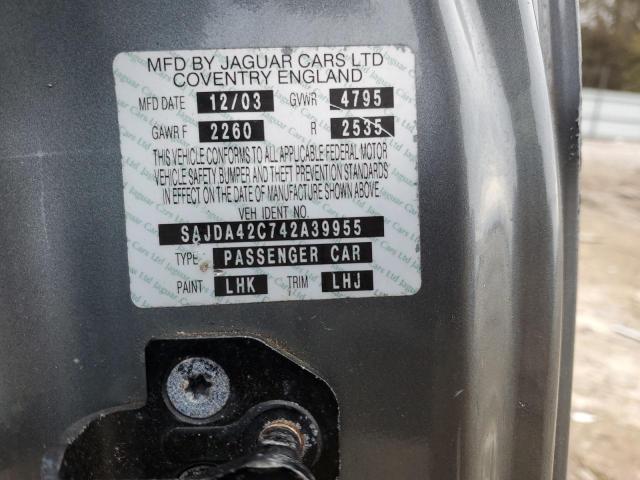 MFD BY JAGUAR CARS LTD
COVENTRY ENGLAND
MFD DATE 12/03 GVWR 4795
GAWR F 2260 R 2535
THIS VEHICLE CONFORMS TO ALL APPLICABLE FEDERAL MOTOR
VEHICLE SAFETY BUMPER AND THEFT PREVENTION STANDARDS
IN EFFECT ON THE DATE OF MANUFACTURE SHOWN ABOVE.
VEH IDENT NO.
SAJDA42C742A39955
TYPE PASSENGER CAR
PAINT LHK TRIM LHJ